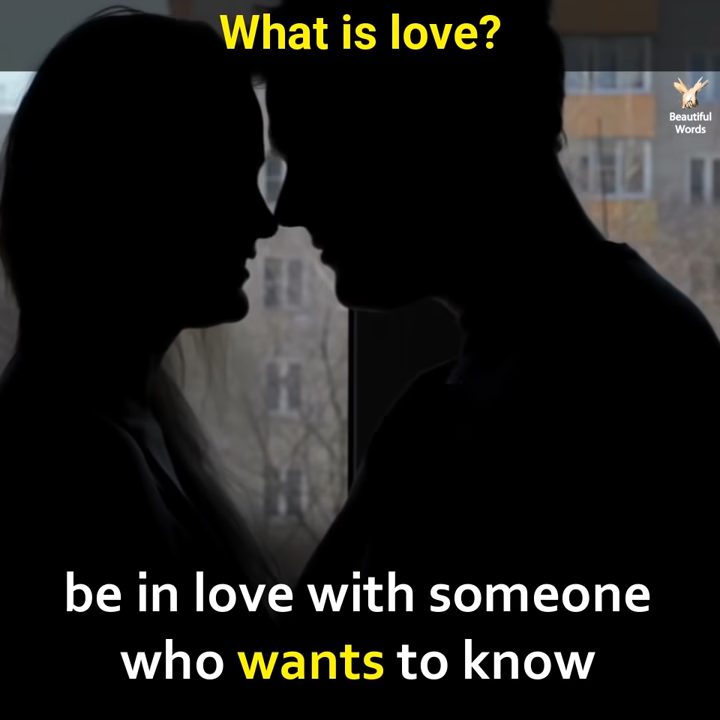 What is love?
Beautiful
Words
be in love with someone
who wants to know